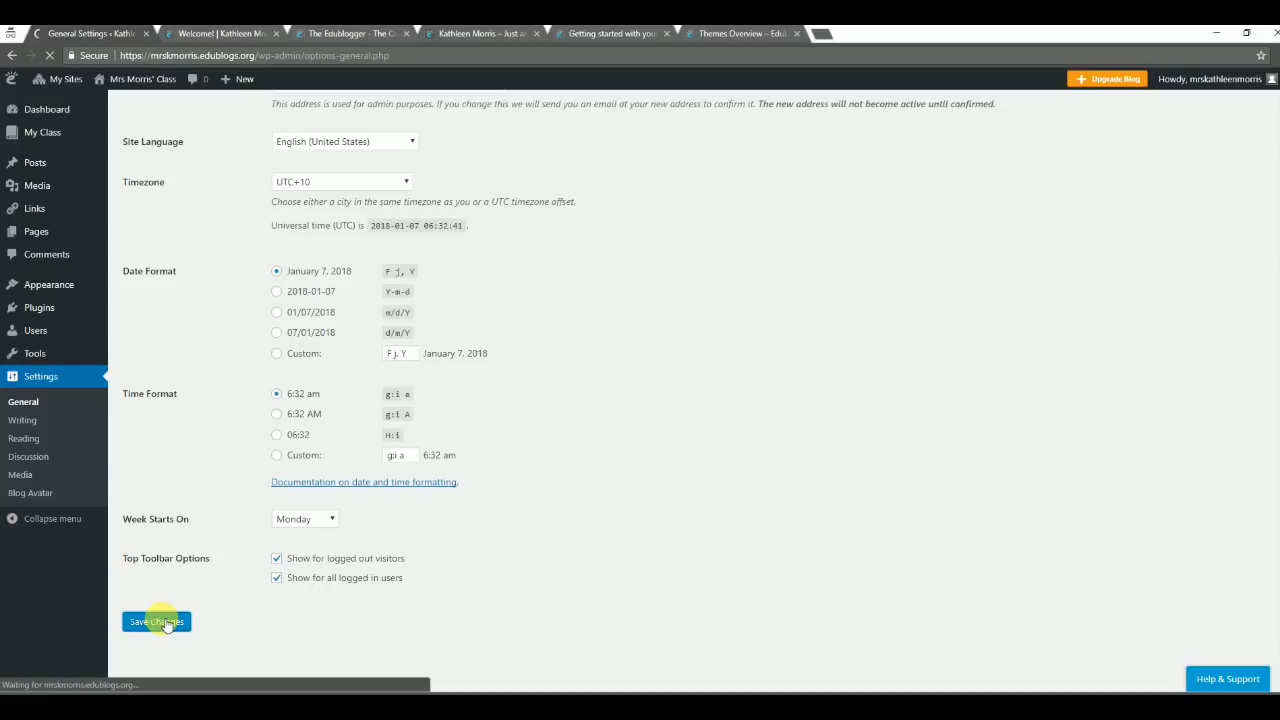 General Settings ‹ Kathle
Welcome! | Kathleen Mo
The Edublogger - The C
Kathleen Morris – Just a
Getting started with you
Themes Overview – Edu
Secure https://mrskmorris.edublogs.org/wp-admin/options-general.php
My Sites Mrs Morris' Class 0 + New Upgrade Blog Howdy, mrskathleenmorris
Dashboard
My Class
Posts
Media
Links
Pages
Comments
Appearance
Plugins
Users
Tools
Settings
General
Writing
Reading
Discussion
Media
Blog Avatar
Collapse menu
This address is used for admin purposes. If you change this we will send you an email at your new address to confirm it. The new address will not become active until confirmed.
Site Language English (United States)
Timezone UTC+10
Choose either a city in the same timezone as you or a UTC timezone offset.
Universal time (UTC) is 2018-01-07 06:32:41.
Date Format January 7, 2018 F j, Y
2018-01-07 Y-m-d
01/07/2018 m/d/Y
07/01/2018 d/m/Y
Custom: F j, Y January 7, 2018
Time Format 6:32 am g:i a
6:32 AM g:i A
06:32 H:i
Custom: g:i a 6:32 am
Documentation on date and time formatting.
Week Starts On Monday
Top Toolbar Options Show for logged out visitors
Show for all logged in users
Save Changes
Help & Support
Waiting for mrskmorris.edublogs.org...